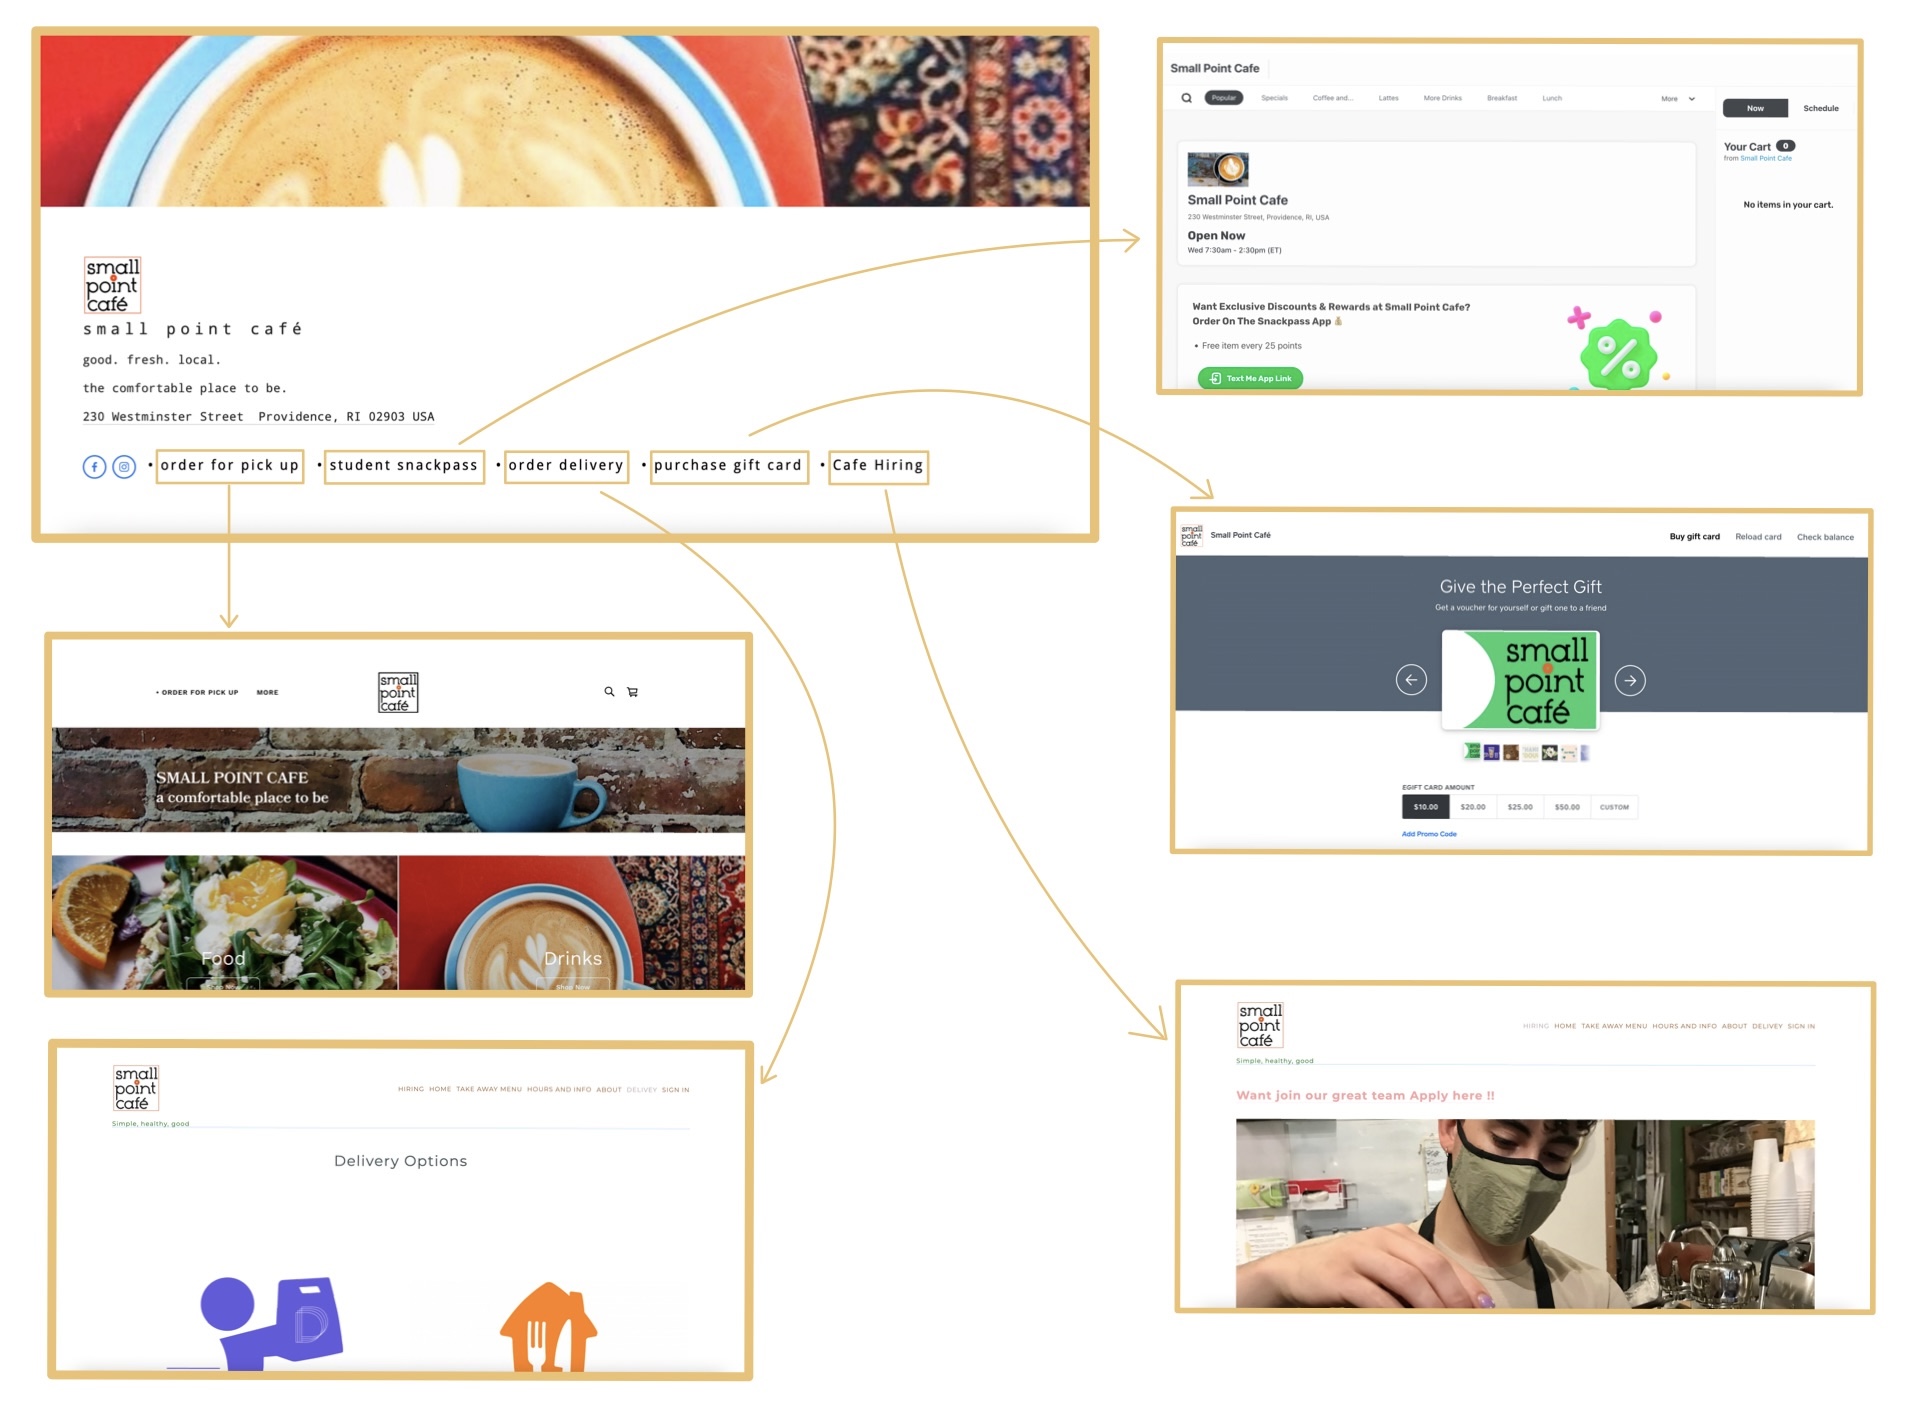 small
point
café
small point café
good. fresh. local.
the comfortable place to be.
230 Westminster Street Providence, RI 02903 USA
• order for pick up • student snackpass • order delivery • purchase gift card • Cafe Hiring
Small Point Cafe
Popular Specials Coffee and... Lattes More Drinks Breakfast Lunch More
Now Schedule
Your Cart 0
from Small Point Cafe
No items in your cart.
Small Point Cafe
230 Westminster Street, Providence, RI, USA
Open Now
Wed 7:30am - 2:30pm (ET)
Want Exclusive Discounts & Rewards at Small Point Cafe?
Order On The Snackpass App
• Free item every 25 points
Text Me App Link
small
point
café
Small Point Café
Buy gift card Reload card Check balance
Give the Perfect Gift
Get a voucher for yourself or gift one to a friend
small
point
café
EGIFT CARD AMOUNT
$10.00 $20.00 $25.00 $50.00 CUSTOM
Add Promo Code
• ORDER FOR PICK UP MORE
small
point
café
SMALL POINT CAFE
a comfortable place to be
Food
Shop Now
Drinks
Shop Now
small
point
café
HIRING HOME TAKE AWAY MENU HOURS AND INFO ABOUT DELIVEY SIGN IN
Simple, healthy, good
Delivery Options
small
point
café
HIRING HOME TAKE AWAY MENU HOURS AND INFO ABOUT DELIVEY SIGN IN
Simple, healthy, good
Want join our great team Apply here !!